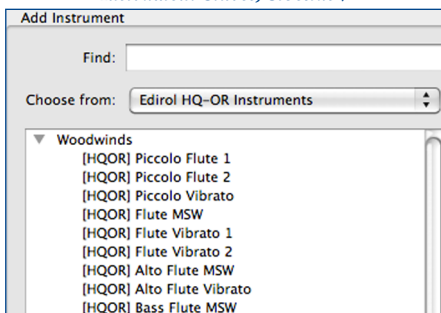 Add Instrument
Find:
Choose from: Edirol HQ-OR Instruments
Woodwinds
[HQOR] Piccolo Flute 1
[HQOR] Piccolo Flute 2
[HQOR] Piccolo Vibrato
[HQOR] Flute MSW
[HQOR] Flute Vibrato 1
[HQOR] Flute Vibrato 2
[HQOR] Alto Flute MSW
[HQOR] Alto Flute Vibrato
[HQOR] Bass Flute MSW